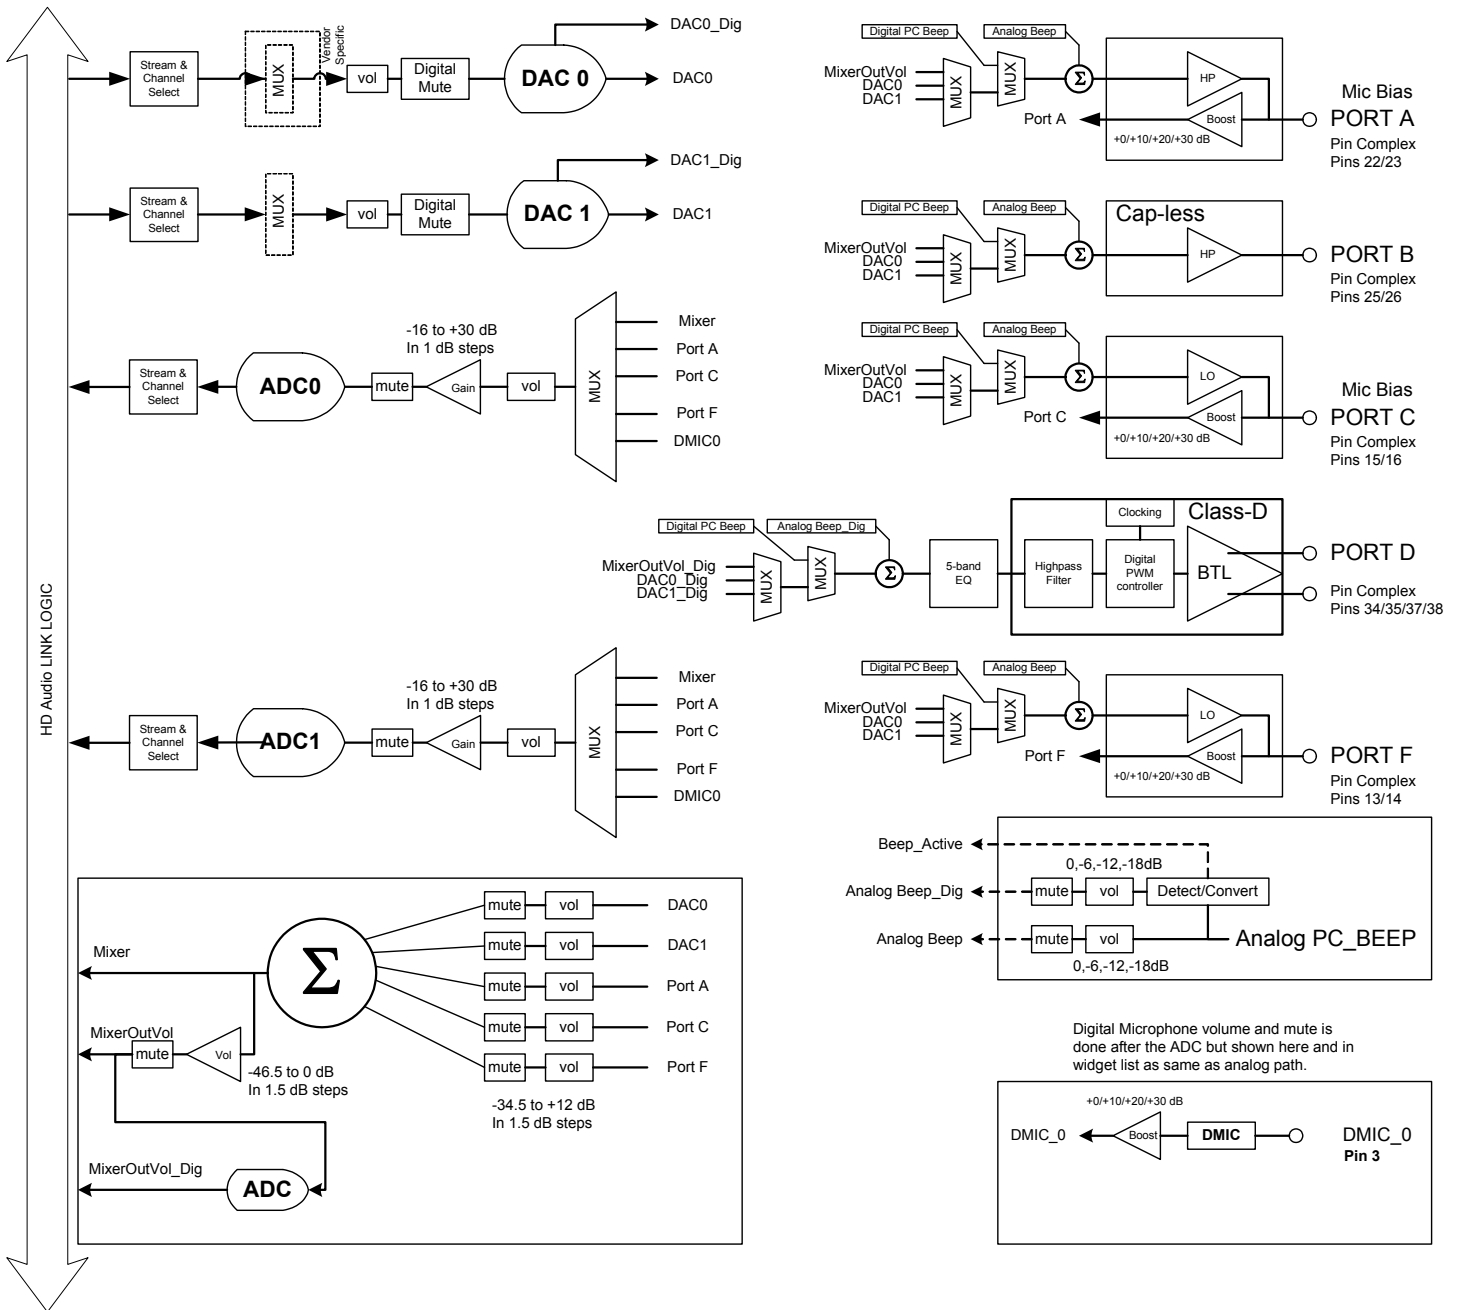 HD Audio LINK LOGIC
Stream &
Channel
Select
MUX
Vendor
Specific
vol
Digital
Mute
DAC 0
DAC0_Dig
DAC0
Stream &
Channel
Select
MUX
vol
Digital
Mute
DAC 1
DAC1_Dig
DAC1
Stream &
Channel
Select
ADC0
mute
-16 to +30 dB
In 1 dB steps
Gain
vol
MUX
Mixer
Port A
Port C
Port F
DMIC0
Stream &
Channel
Select
ADC1
mute
-16 to +30 dB
In 1 dB steps
Gain
vol
MUX
Mixer
Port A
Port C
Port F
DMIC0
Mixer
MixerOutVol
mute
Vol
-46.5 to 0 dB
In 1.5 dB steps
MixerOutVol_Dig
ADC
Σ
mute
vol
DAC0
mute
vol
DAC1
mute
vol
Port A
mute
vol
Port C
mute
vol
Port F
-34.5 to +12 dB
In 1.5 dB steps
Digital PC Beep
Analog Beep
MixerOutVol
DAC0
DAC1
MUX
MUX
Σ
HP
Port A
Boost
+0/+10/+20/+30 dB
Mic Bias
PORT A
Pin Complex
Pins 22/23
Digital PC Beep
Analog Beep
MixerOutVol
DAC0
DAC1
MUX
MUX
Σ
Cap-less
HP
PORT B
Pin Complex
Pins 25/26
Digital PC Beep
Analog Beep
MixerOutVol
DAC0
DAC1
MUX
MUX
Σ
LO
Port C
Boost
+0/+10/+20/+30 dB
Mic Bias
PORT C
Pin Complex
Pins 15/16
Digital PC Beep
Analog Beep_Dig
MixerOutVol_Dig
DAC0_Dig
DAC1_Dig
MUX
MUX
Σ
5-band
EQ
Highpass
Filter
Clocking
Digital
PWM
controller
Class-D
BTL
PORT D
Pin Complex
Pins 34/35/37/38
Digital PC Beep
Analog Beep
MixerOutVol
DAC0
DAC1
MUX
MUX
Σ
LO
Port F
Boost
+0/+10/+20/+30 dB
PORT F
Pin Complex
Pins 13/14
Beep_Active
0,-6,-12,-18dB
Analog Beep_Dig
mute
vol
Detect/Convert
Analog Beep
mute
vol
Analog PC_BEEP
0,-6,-12,-18dB
Digital Microphone volume and mute is
done after the ADC but shown here and in
widget list as same as analog path.
+0/+10/+20/+30 dB
DMIC_0
Boost
DMIC
DMIC_0
Pin 3